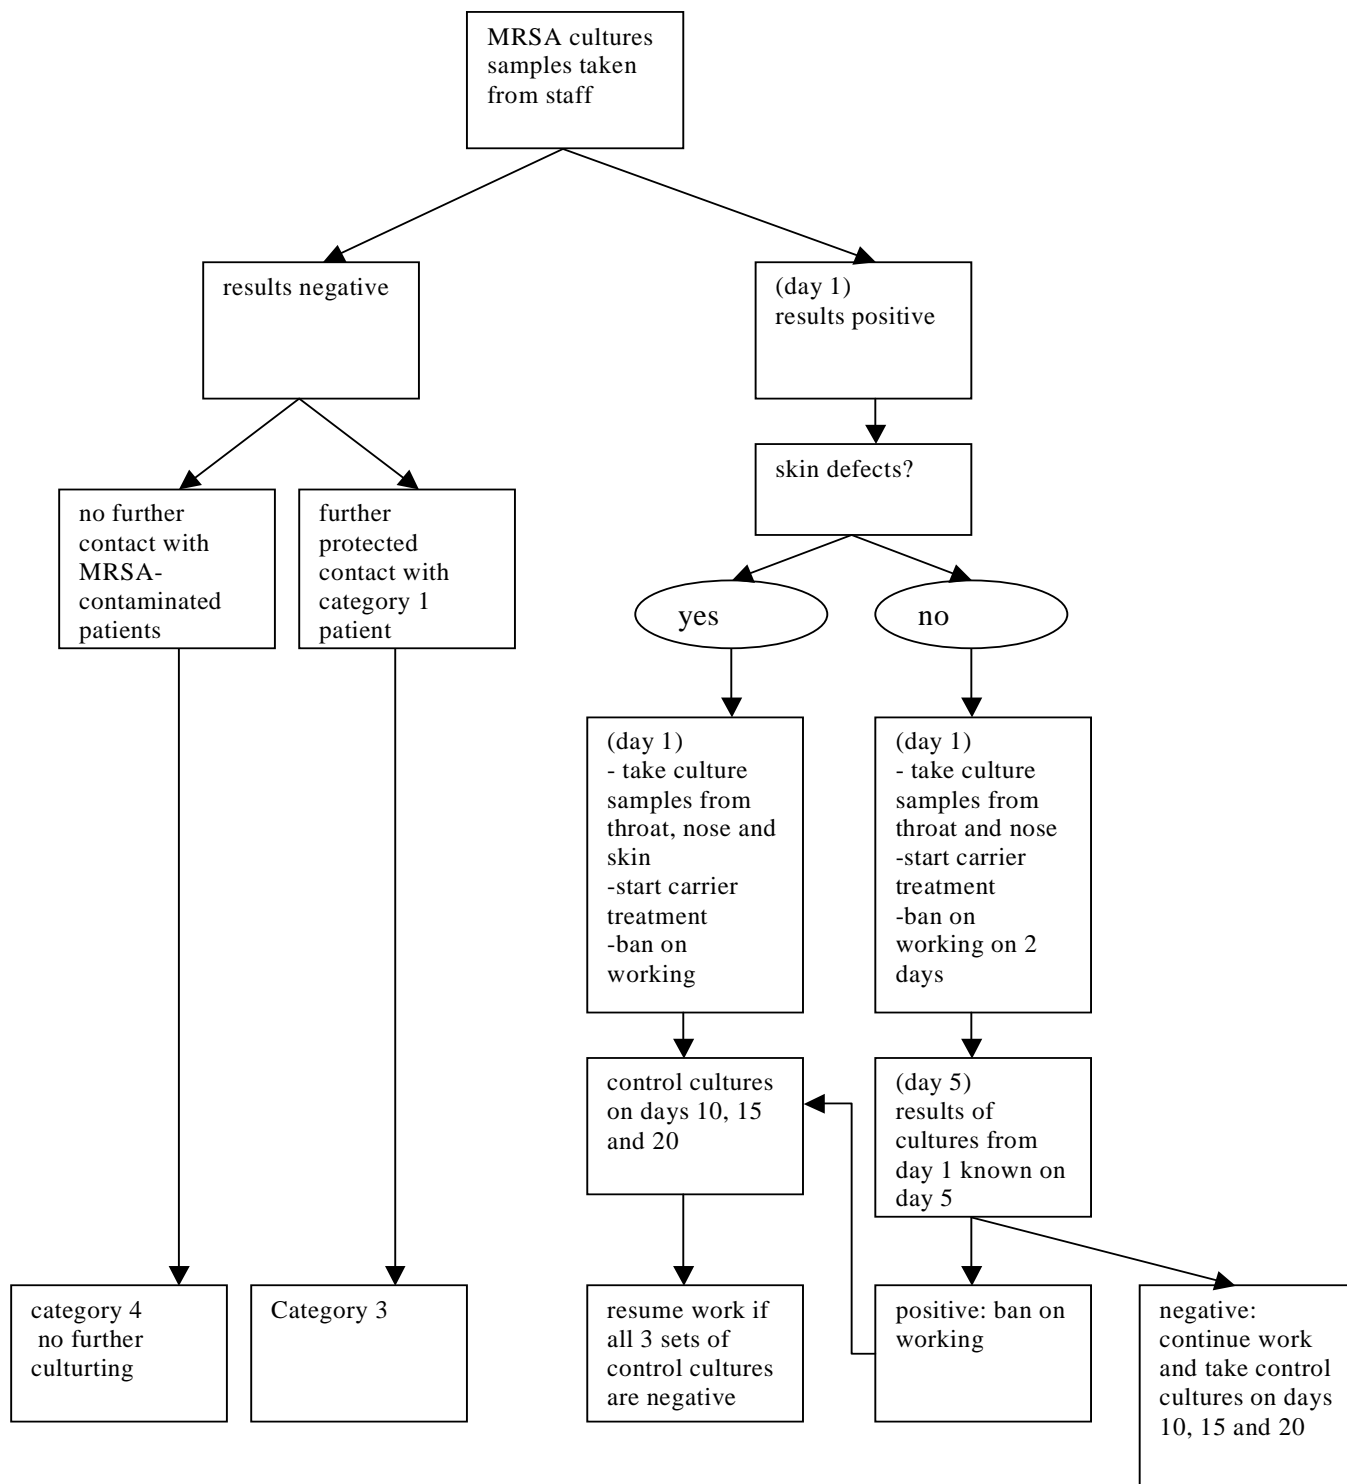 MRSA cultures
samples taken
from staff
results negative
(day 1)
results positive
skin defects?
no further
contact with
MRSA-
contaminated
patients
further
protected
contact with
category 1
patient
yes
no
(day 1)
- take culture
samples from
throat, nose and
skin
-start carrier
treatment
-ban on
working
(day 1)
- take culture
samples from
throat and nose
-start carrier
treatment
-ban on
working on 2
days
control cultures
on days 10, 15
and 20
(day 5)
results of
cultures from
day 1 known on
day 5
category 4
no further
culturting
Category 3
resume work if
all 3 sets of
control cultures
are negative
positive: ban on
working
negative:
continue work
and take control
cultures on days
10, 15 and 20